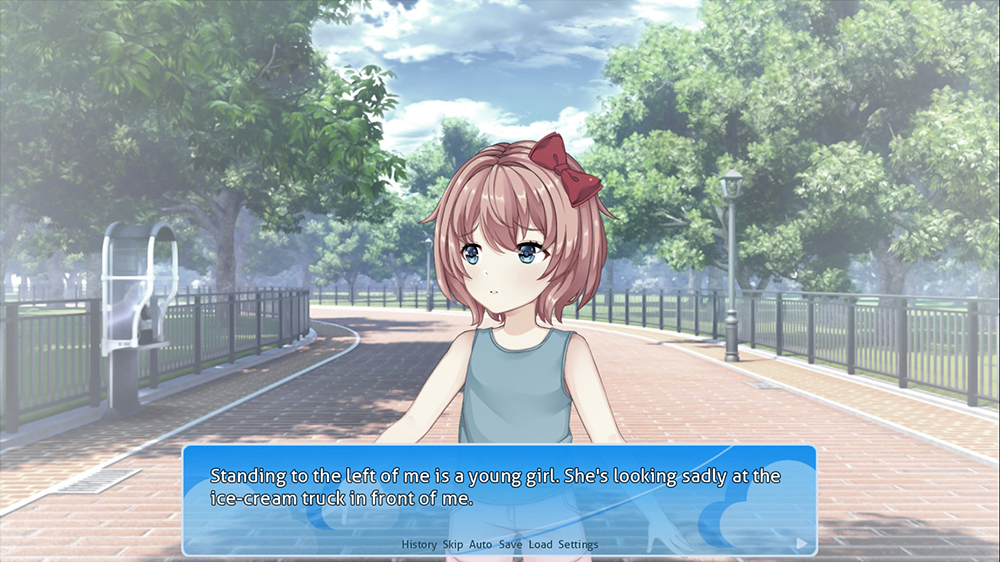 Standing to the left of me is a young girl. She's looking sadly at the
ice-cream truck in front of me.
History Skip Auto Save Load Settings